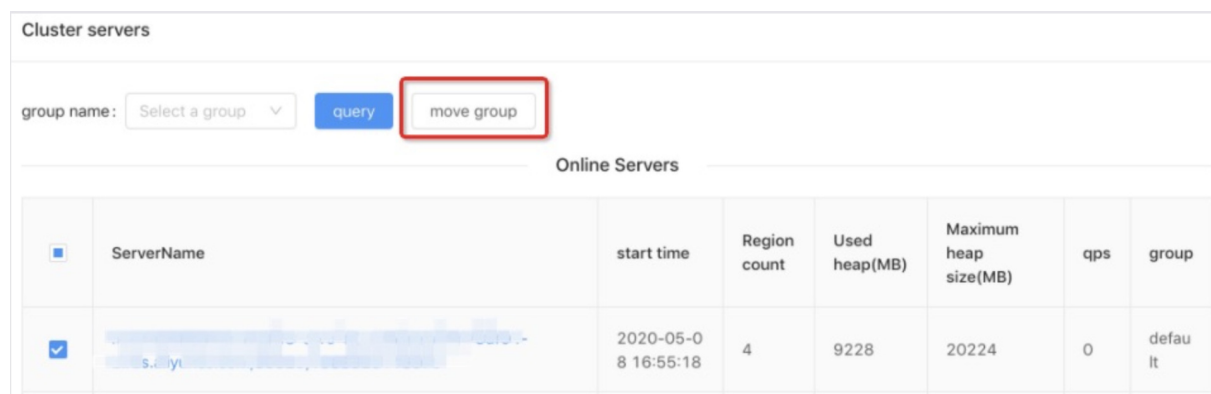 Cluster servers
group name: Select a group query move group
Online Servers
ServerName start time Region count Used heap(MB) Maximum heap size(MB) qps group
2020-05-0
8 16:55:18 4 9228 20224 0 defau
lt